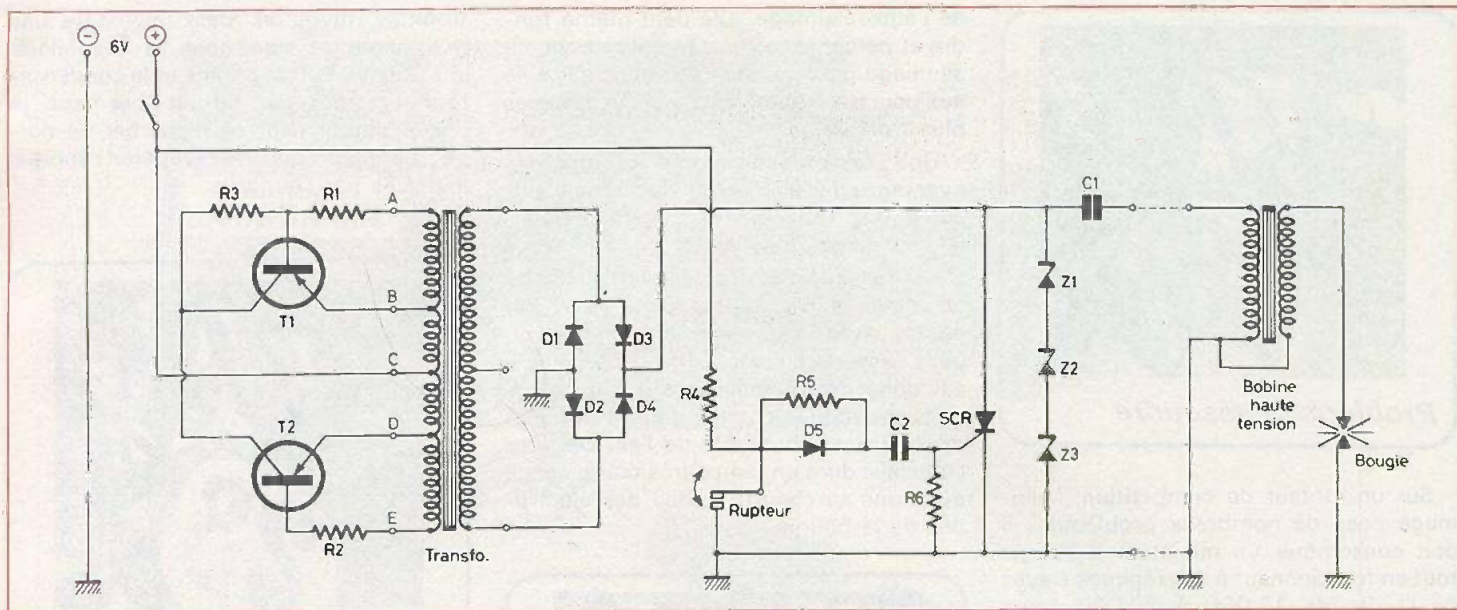 − 6V +
R3 R1 A
T1
B
C
T2
D
R2 E
Transfo.
D1 D3
D2 D4
R4
R5
D5
C2
SCR
R6
Rupteur
Z1
Z2
Z3
C1
Bobine
haute
tension
Bougie